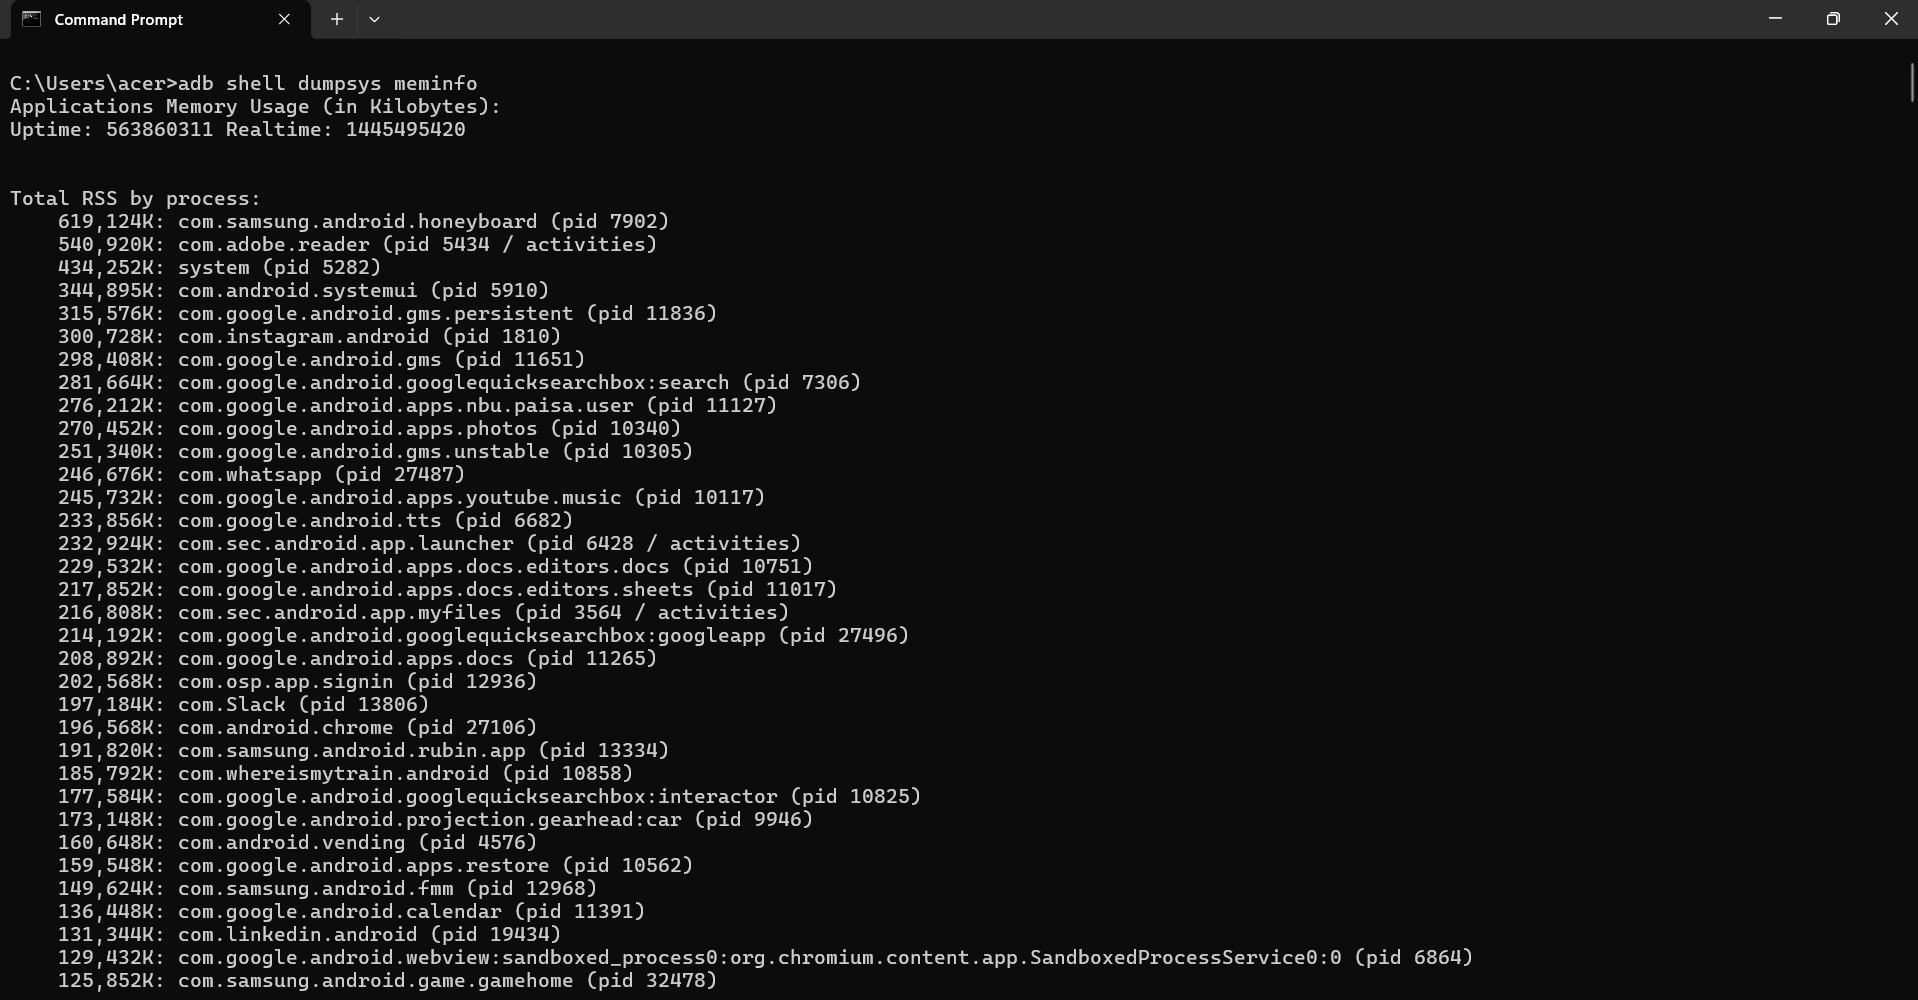 Command Prompt
C:\Users\acer>adb shell dumpsys meminfo
Applications Memory Usage (in Kilobytes):
Uptime: 563860311 Realtime: 1445495420
Total RSS by process:
619,124K: com.samsung.android.honeyboard (pid 7902)
540,920K: com.adobe.reader (pid 5434 / activities)
434,252K: system (pid 5282)
344,895K: com.android.systemui (pid 5910)
315,576K: com.google.android.gms.persistent (pid 11836)
300,728K: com.instagram.android (pid 1810)
298,408K: com.google.android.gms (pid 11651)
281,664K: com.google.android.googlequicksearchbox:search (pid 7306)
276,212K: com.google.android.apps.nbu.paisa.user (pid 11127)
270,452K: com.google.android.apps.photos (pid 10340)
251,340K: com.google.android.gms.unstable (pid 10305)
246,676K: com.whatsapp (pid 27487)
245,732K: com.google.android.apps.youtube.music (pid 10117)
233,856K: com.google.android.tts (pid 6682)
232,924K: com.sec.android.app.launcher (pid 6428 / activities)
229,532K: com.google.android.apps.docs.editors.docs (pid 10751)
217,852K: com.google.android.apps.docs.editors.sheets (pid 11017)
216,808K: com.sec.android.app.myfiles (pid 3564 / activities)
214,192K: com.google.android.googlequicksearchbox:googleapp (pid 27496)
208,892K: com.google.android.apps.docs (pid 11265)
202,568K: com.osp.app.signin (pid 12936)
197,184K: com.Slack (pid 13806)
196,568K: com.android.chrome (pid 27106)
191,820K: com.samsung.android.rubin.app (pid 13334)
185,792K: com.whereismytrain.android (pid 10858)
177,584K: com.google.android.googlequicksearchbox:interactor (pid 10825)
173,148K: com.google.android.projection.gearhead:car (pid 9946)
160,648K: com.android.vending (pid 4576)
159,548K: com.google.android.apps.restore (pid 10562)
149,624K: com.samsung.android.fmm (pid 12968)
136,448K: com.google.android.calendar (pid 11391)
131,344K: com.linkedin.android (pid 19434)
129,432K: com.google.android.webview:sandboxed_process0:org.chromium.content.app.SandboxedProcessService0:0 (pid 6864)
125,852K: com.samsung.android.game.gamehome (pid 32478)